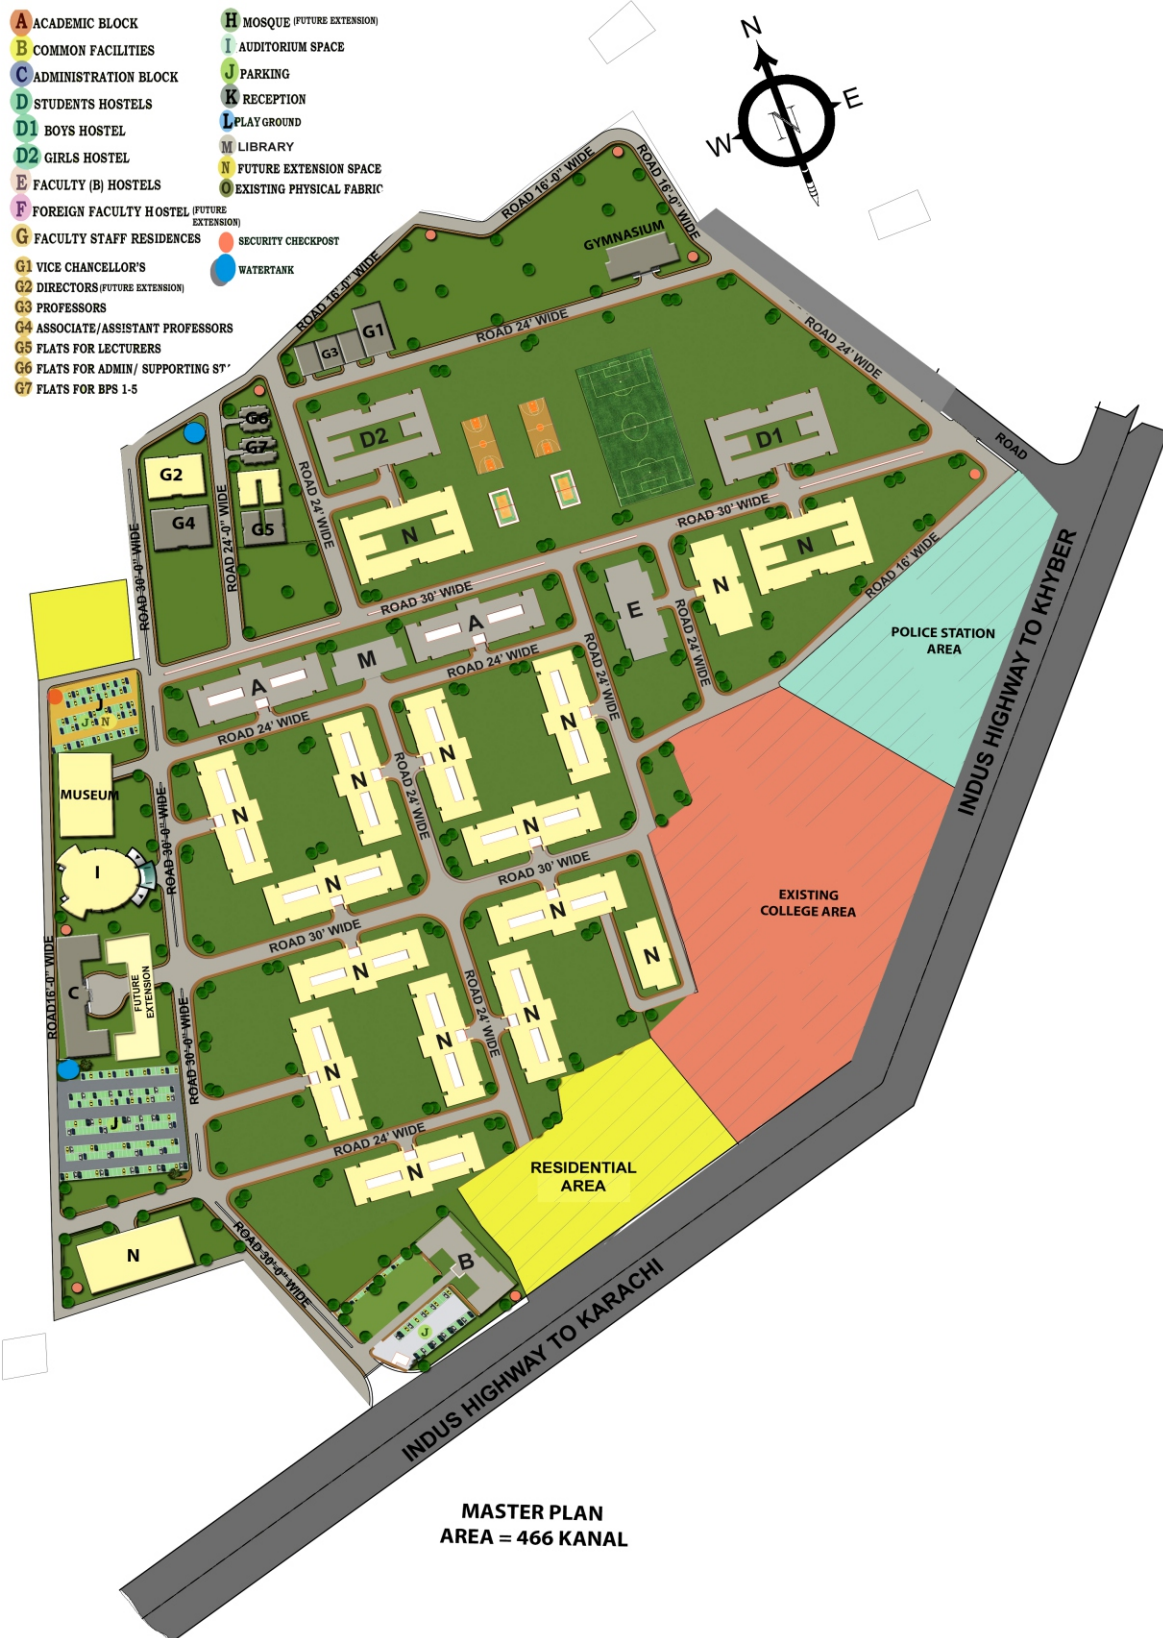 A ACADEMIC BLOCK
B COMMON FACILITIES
C ADMINISTRATION BLOCK
D STUDENTS HOSTELS
D1 BOYS HOSTEL
D2 GIRLS HOSTEL
E FACULTY (B) HOSTELS
F FOREIGN FACULTY HOSTEL (FUTURE
EXTENSION)
G FACULTY STAFF RESIDENCES
G1 VICE CHANCELLOR'S
G2 DIRECTORS (FUTURE EXTENSION)
G3 PROFESSORS
G4 ASSOCIATE/ASSISTANT PROFESSORS
G5 FLATS FOR LECTURERS
G6 FLATS FOR ADMIN/ SUPPORTING ST
G7 FLATS FOR BPS 1-5
H MOSQUE (FUTURE EXTENSION)
I AUDITORIUM SPACE
J PARKING
K RECEPTION
L PLAY GROUND
M LIBRARY
N FUTURE EXTENSION SPACE
O EXISTING PHYSICAL FABRIC
SECURITY CHECKPOST
WATERTANK
N
E
W
N
ROAD 16'-0" WIDE
ROAD 16'-0" WIDE
ROAD 16'-0" WIDE
GYMNASIUM
G1
G3
ROAD 24' WIDE
ROAD 24' WIDE
ROAD
G6
G7
G2
G4
G5
D2
D1
N
N
N
E
ROAD 24' WIDE
ROAD 24'-0" WIDE
ROAD 30'-0" WIDE
ROAD 30' WIDE
ROAD 30' WIDE
ROAD 16' WIDE
ROAD 24' WIDE
ROAD 24' WIDE
POLICE STATION
AREA
INDUS HIGHWAY TO KHYBER
A
M
A
ROAD 24' WIDE
ROAD 24' WIDE
J
J N
MUSEUM
N
N
N
N
N
N
ROAD 24' WIDE
ROAD 30'-0" WIDE
I
ROAD 30' WIDE
ROAD 30' WIDE
EXISTING
COLLEGE AREA
N
N
N
C
FUTURE
EXTENSION
ROAD16'-0" WIDE
ROAD 30'-0" WIDE
N
N
N
ROAD 24' WIDE
J
ROAD 24' WIDE
N
RESIDENTIAL
AREA
N
ROAD 30'-0" WIDE
B
J
INDUS HIGHWAY TO KARACHI
MASTER PLAN
AREA = 466 KANAL